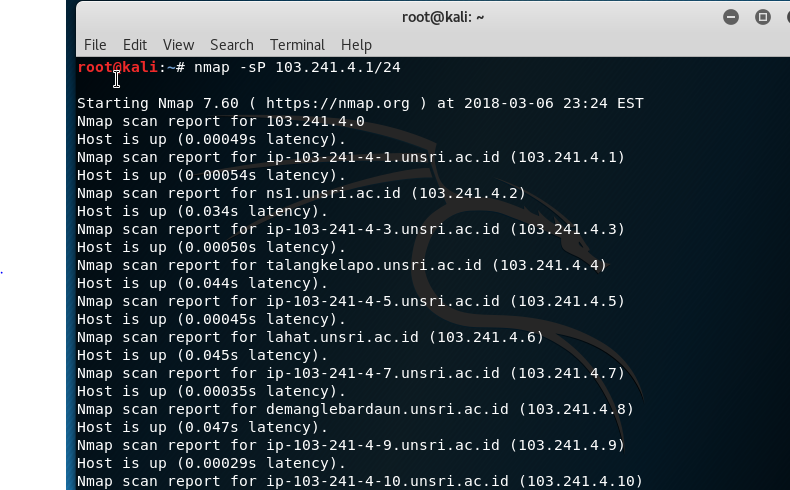 root@kali: ~
File Edit View Search Terminal Help
root@kali:~# nmap -sP 103.241.4.1/24
Starting Nmap 7.60 ( https://nmap.org ) at 2018-03-06 23:24 EST
Nmap scan report for 103.241.4.0
Host is up (0.00049s latency).
Nmap scan report for ip-103-241-4-1.unsri.ac.id (103.241.4.1)
Host is up (0.00054s latency).
Nmap scan report for ns1.unsri.ac.id (103.241.4.2)
Host is up (0.034s latency).
Nmap scan report for ip-103-241-4-3.unsri.ac.id (103.241.4.3)
Host is up (0.00050s latency).
Nmap scan report for talangkelapo.unsri.ac.id (103.241.4.4)
Host is up (0.044s latency).
Nmap scan report for ip-103-241-4-5.unsri.ac.id (103.241.4.5)
Host is up (0.00045s latency).
Nmap scan report for lahat.unsri.ac.id (103.241.4.6)
Host is up (0.045s latency).
Nmap scan report for ip-103-241-4-7.unsri.ac.id (103.241.4.7)
Host is up (0.00035s latency).
Nmap scan report for demanglebardaun.unsri.ac.id (103.241.4.8)
Host is up (0.047s latency).
Nmap scan report for ip-103-241-4-9.unsri.ac.id (103.241.4.9)
Host is up (0.00029s latency).
Nmap scan report for ip-103-241-4-10.unsri.ac.id (103.241.4.10)